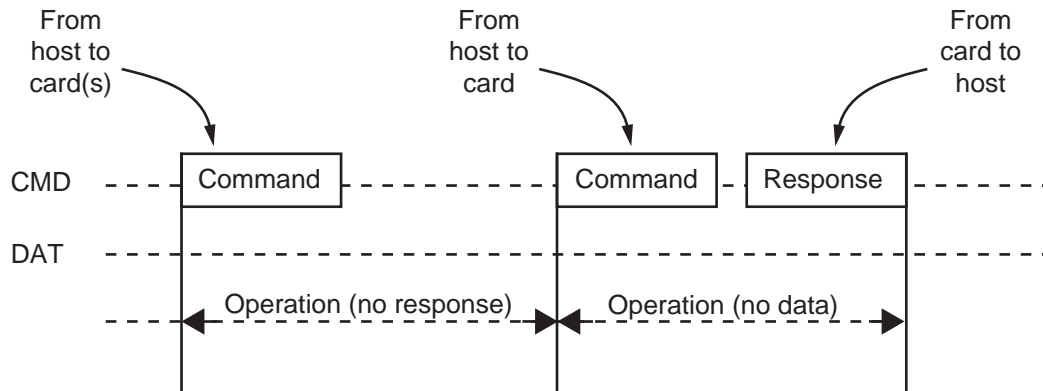 From
host to
card(s)
From
host to
card
From
card to
host
CMD
Command
Command
Response
DAT
Operation (no response)
Operation (no data)